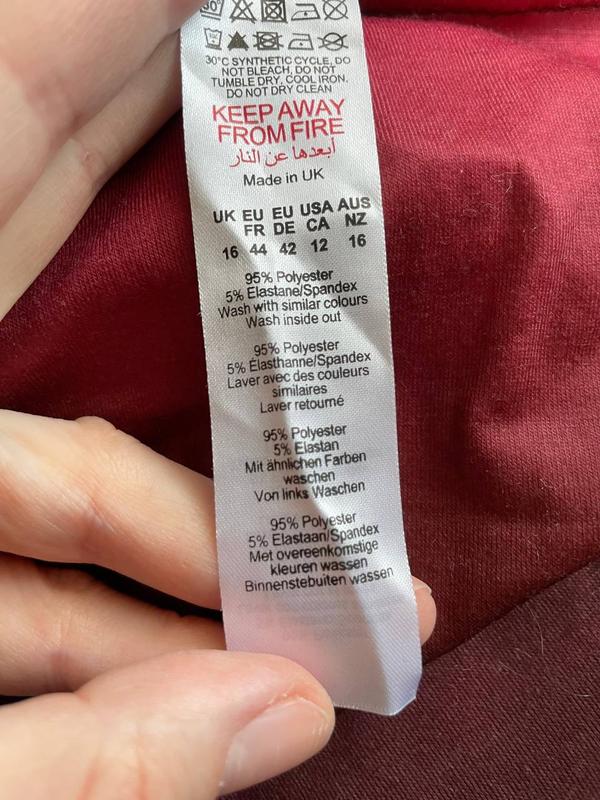 30°
30°C SYNTHETIC CYCLE, DO
NOT BLEACH, DO NOT
TUMBLE DRY, COOL IRON.
DO NOT DRY CLEAN
KEEP AWAY
FROM FIRE
أبعدها عن النار
Made in UK
UK EU EU USA AUS
FR DE CA NZ
16 44 42 12 16
95% Polyester
5% Elastane/Spandex
Wash with similar colours
Wash inside out
95% Polyester
5% Élasthanne/Spandex
Laver avec des couleurs
similaires
Laver retourné
95% Polyester
5% Elastan
Mit ähnlichen Farben
waschen
Von links Waschen
95% Polyester
5% Elastaan/Spandex
Met overeenkomstige
kleuren wassen
Binnenstebuiten wassen